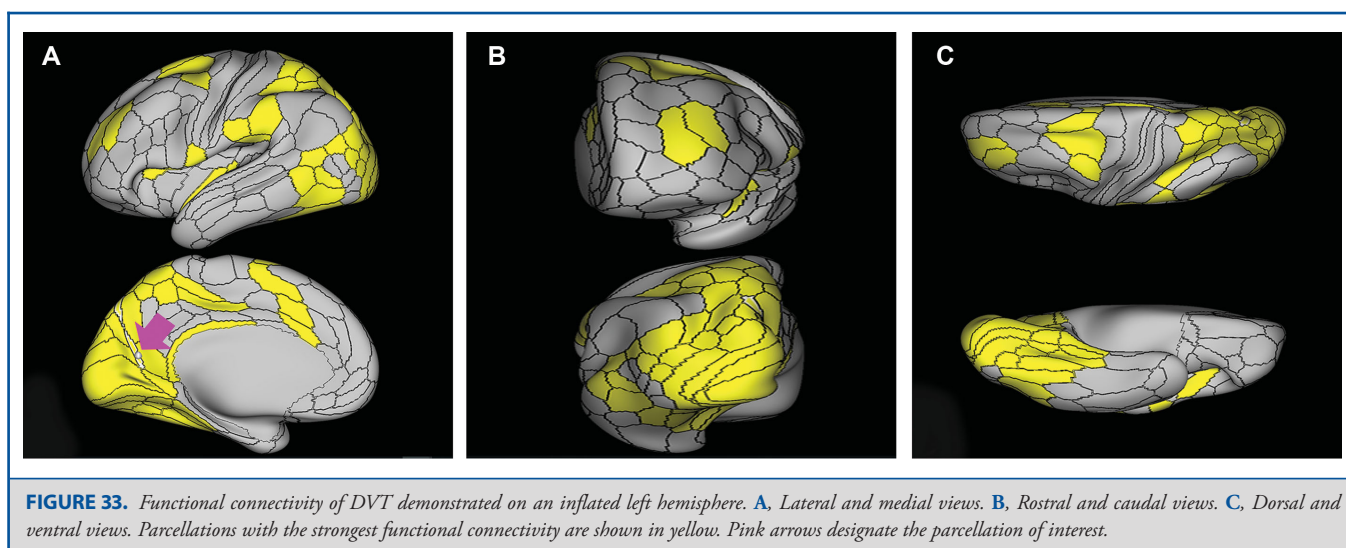 A
B
C
FIGURE 33. Functional connectivity of DVT demonstrated on an inflated left hemisphere. A, Lateral and medial views. B, Rostral and caudal views. C, Dorsal and
ventral views. Parcellations with the strongest functional connectivity are shown in yellow. Pink arrows designate the parcellation of interest.